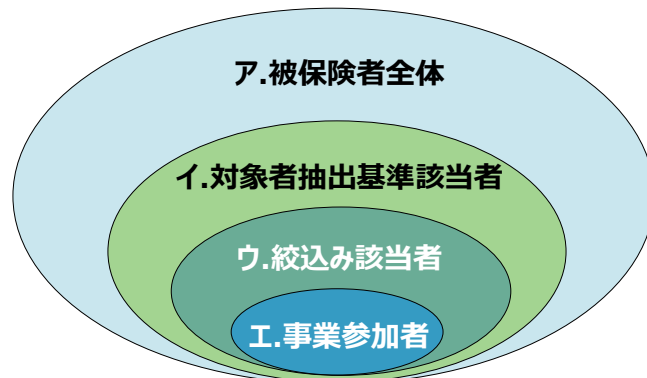 ア.被保険者全体
イ.対象者抽出基準該当者
ウ.絞込み該当者
エ.事業参加者